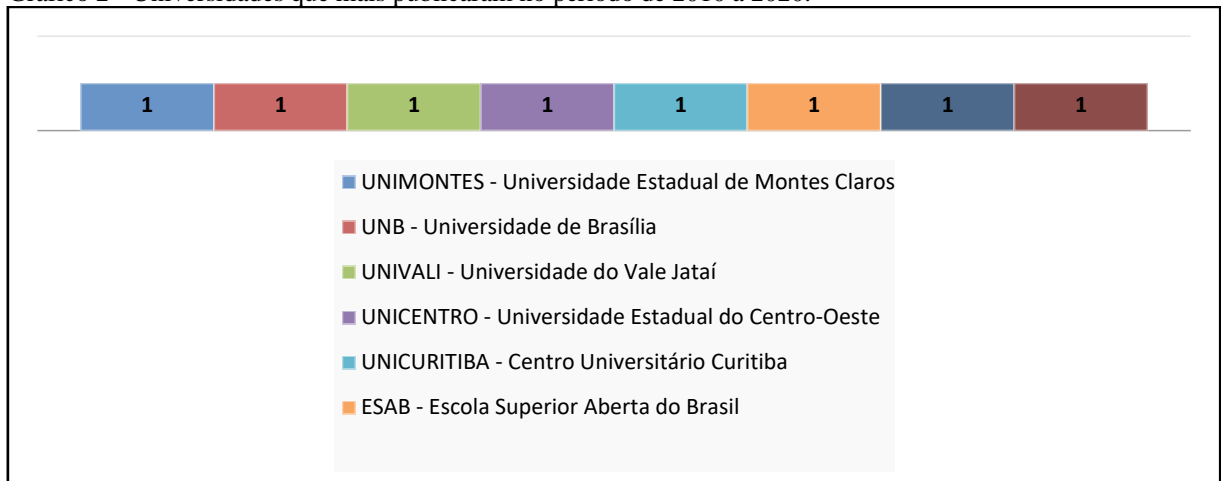 Gráfico 2 - Universidades que mais publicaram no período de 2010 a 2020.
1 1 1 1 1 1 1 1
UNIMONTES - Universidade Estadual de Montes Claros
UNB - Universidade de Brasília
UNIVALI - Universidade do Vale Jataí
UNICENTRO - Universidade Estadual do Centro-Oeste
UNICURITIBA - Centro Universitário Curitiba
ESAB - Escola Superior Aberta do Brasil